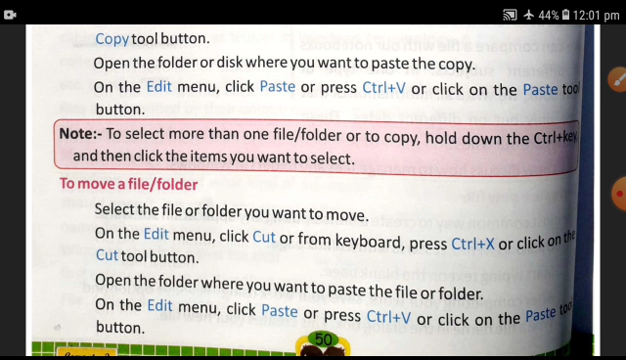 44% 12:01 pm
Copy tool button.
Open the folder or disk where you want to paste the copy.
On the Edit menu, click Paste or press Ctrl+V or click on the Paste tool
button.
Note:- To select more than one file/folder or to copy, hold down the Ctrl+key
and then click the items you want to select.
To move a file/folder
Select the file or folder you want to move.
On the Edit menu, click Cut or from keyboard, press Ctrl+X or click on the
Cut tool button.
Open the folder where you want to paste the file or folder.
On the Edit menu, click Paste or press Ctrl+V or click on the Paste tool
button.
50